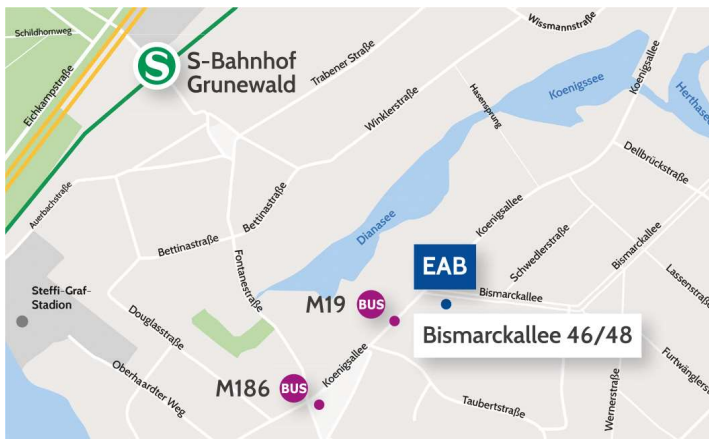 Schildhornweg
Eichkampstraße
S
S-Bahnhof
Grunewald
Trabener Straße
Wissmannstraße
Koenigsallee
Winklerstraße
Hasensprung
Koenigssee
Herthasee
Dellbrückstraße
Auerbachstraße
Bettinastraße
Bettinastraße
Fontanestraße
Dianasee
Koenigsallee
Schwedlerstraße
Bismarckallee
Lassenstraße
EAB
Bismarckallee
Steffi-Graf-
Stadion
Douglasstraße
M19
BUS
Bismarckallee 46/48
Oberhaardter Weg
M186
BUS
Koenigsallee
Taubertstraße
Wernerstraße
Furtwänglerst